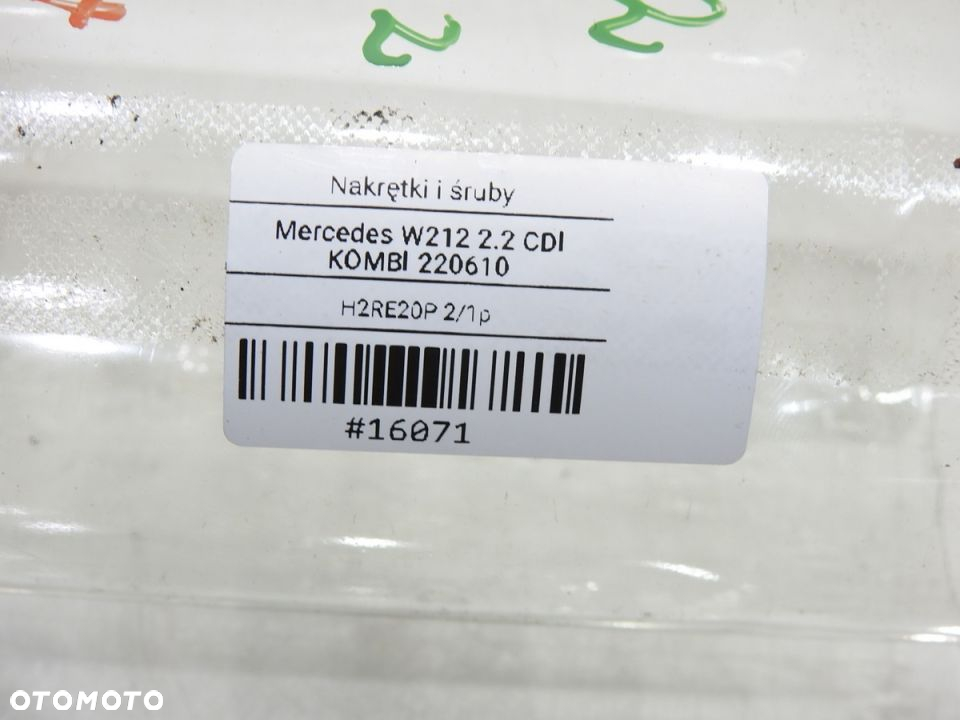 Nakrętki i śruby
Mercedes W212 2.2 CDI
KOMBI 220610
H2RE20P 2/1p
#16071
OTOMOTO